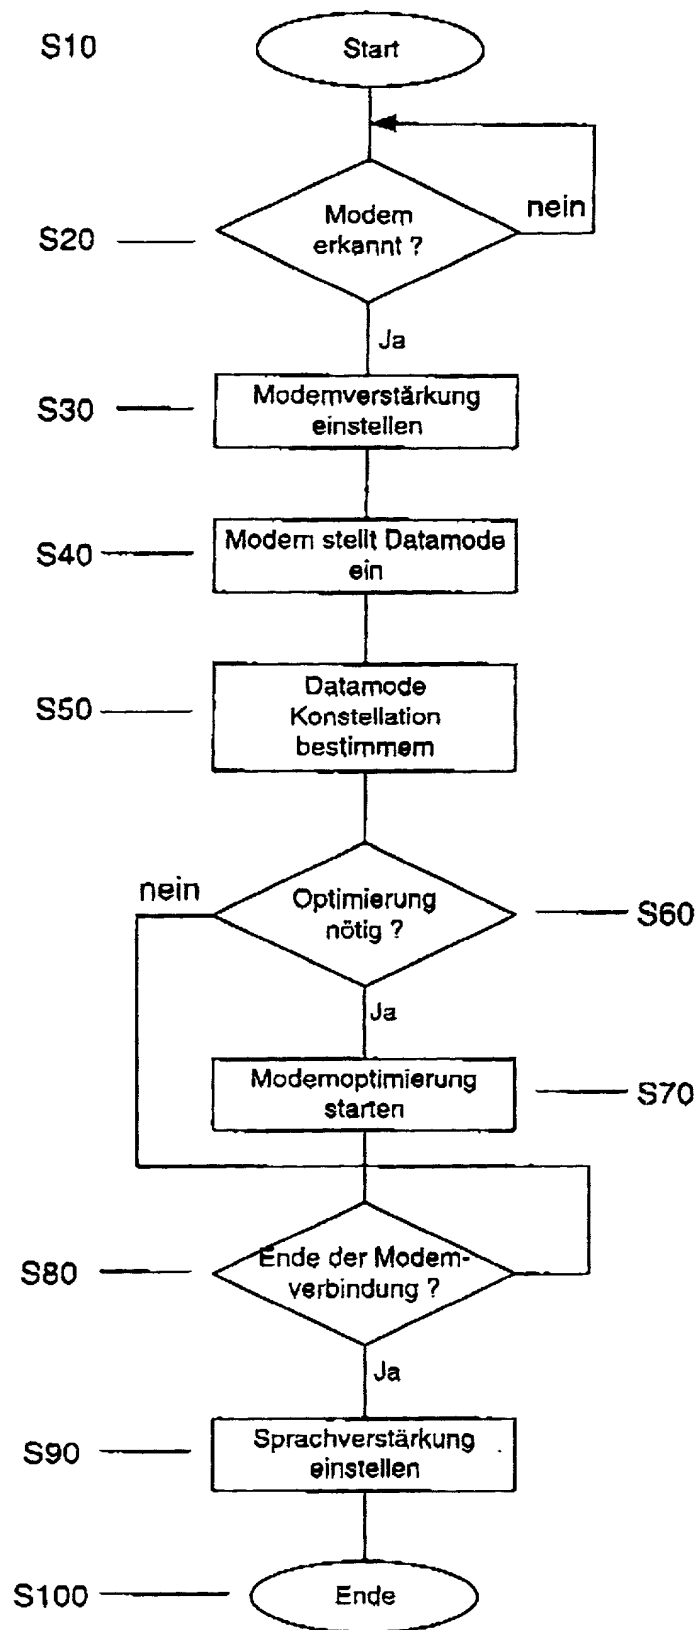 S10
Start
nein
Modem
erkannt ?
S20
Ja
S30
Modemverstärkung
einstellen
S40
Modem stellt Datamode
ein
S50
Datamode
Konstellation
bestimmem
nein
Optimierung
nötig ?
S60
Ja
Modemoptimierung
starten
S70
S80
Ende der Modem-
verbindung ?
Ja
S90
Sprachverstärkung
einstellen
S100
Ende